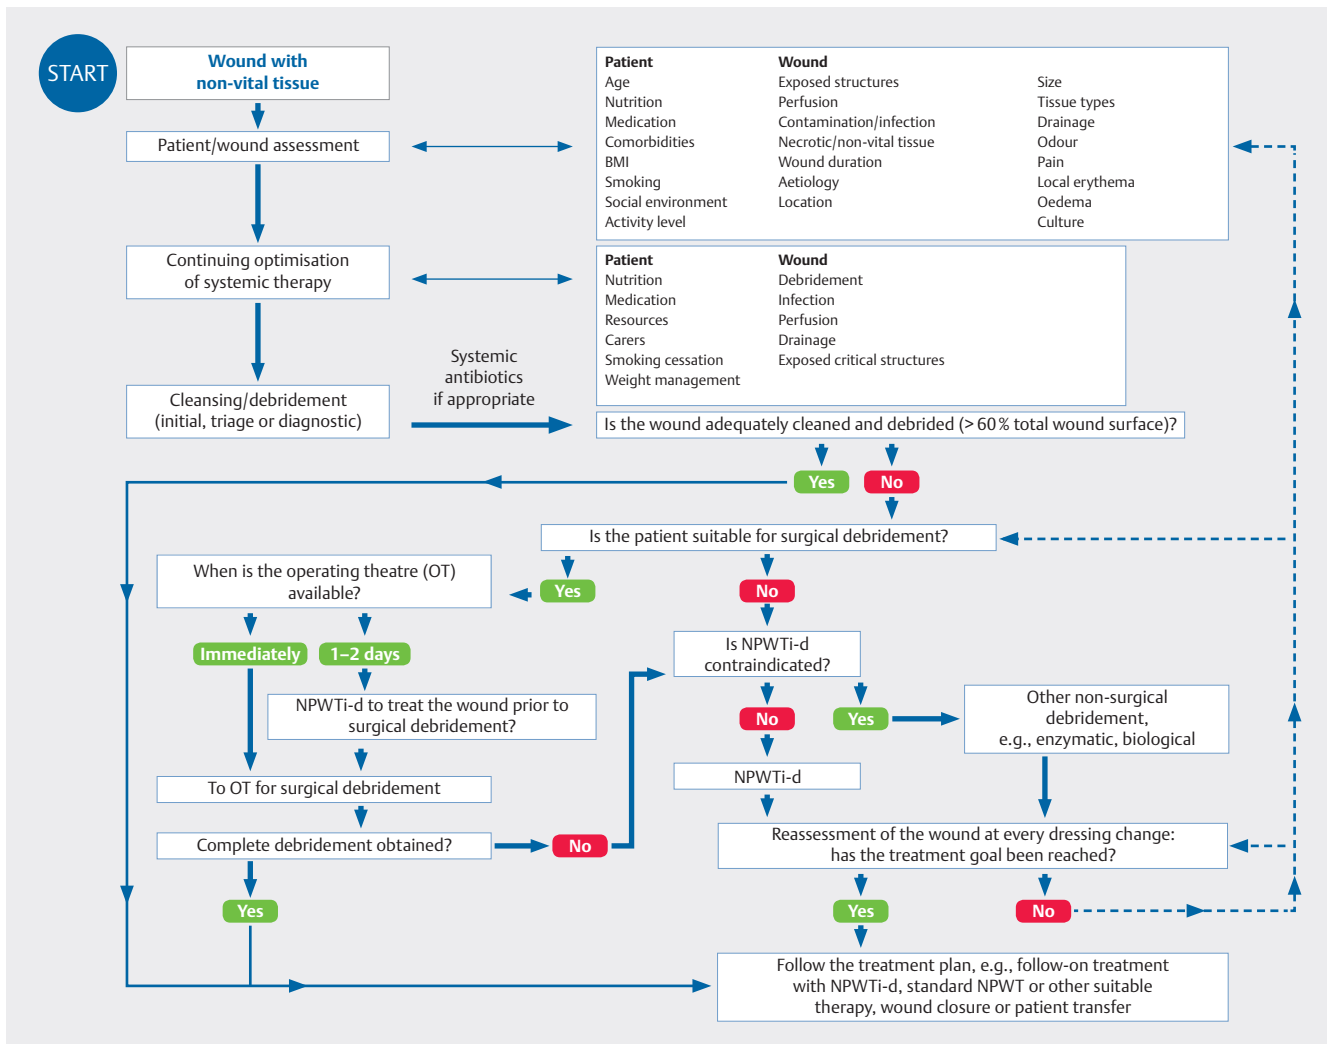 START
Wound with
non-vital tissue
Patient/wound assessment
Patient
Age
Nutrition
Medication
Comorbidities
BMI
Smoking
Social environment
Activity level
Wound
Exposed structures
Perfusion
Contamination/infection
Necrotic/non-vital tissue
Wound duration
Aetiology
Location
Size
Tissue types
Drainage
Odour
Pain
Local erythema
Oedema
Culture
Continuing optimisation
of systemic therapy
Patient
Nutrition
Medication
Resources
Carers
Smoking cessation
Weight management
Wound
Debridement
Infection
Perfusion
Drainage
Exposed critical structures
Cleansing/debridement
(initial, triage or diagnostic)
Systemic
antibiotics
if appropriate
Is the wound adequately cleaned and debrided (> 60 % total wound surface)?
Yes
No
Is the patient suitable for surgical debridement?
Yes
No
When is the operating theatre (OT)
available?
Immediately
1–2 days
NPWTi-d to treat the wound prior to
surgical debridement?
To OT for surgical debridement
Complete debridement obtained?
No
Yes
Is NPWTi-d
contraindicated?
No
Yes
NPWTi-d
Other non-surgical
debridement,
e.g., enzymatic, biological
Reassessment of the wound at every dressing change:
has the treatment goal been reached?
Yes
No
Follow the treatment plan, e.g., follow-on treatment
with NPWTi-d, standard NPWT or other suitable
therapy, wound closure or patient transfer